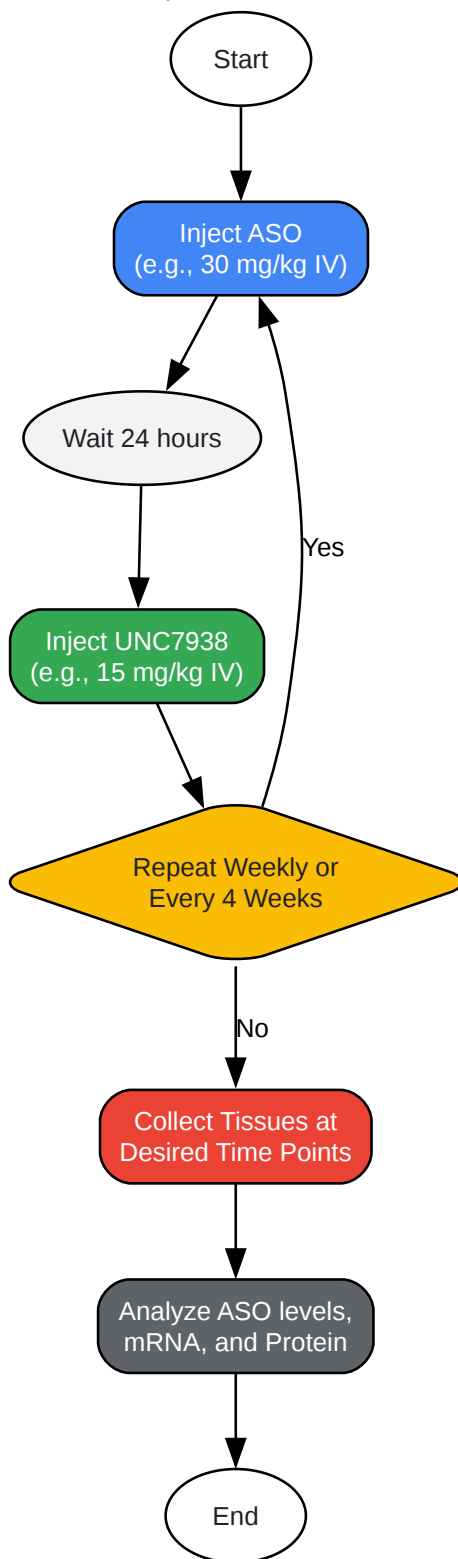 Start
Inject ASO
(e.g., 30 mg/kg IV)
Wait 24 hours
Yes
Inject UNC7938
(e.g., 15 mg/kg IV)
Repeat Weekly or
Every 4 Weeks
No
Collect Tissues at
Desired Time Points
Analyze ASO levels,
mRNA, and Protein
End